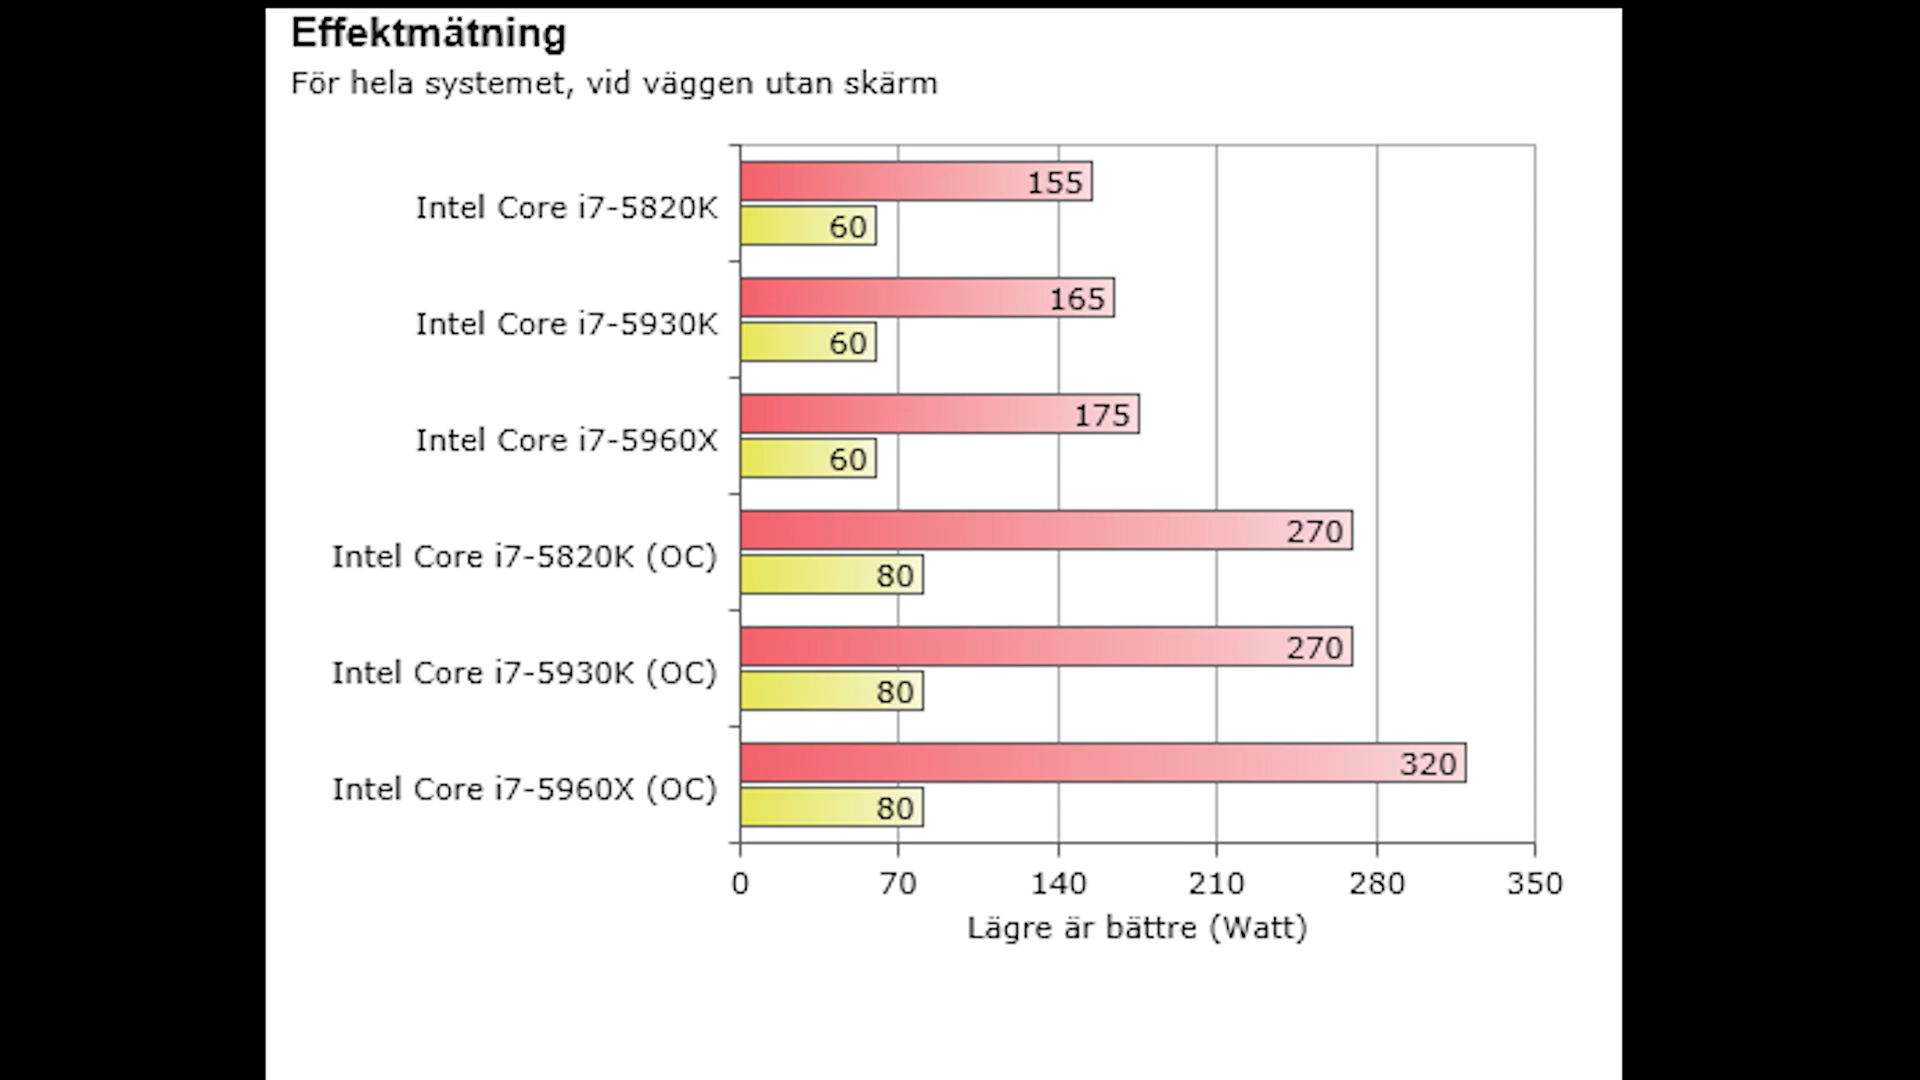 Effektmätning
För hela systemet, vid väggen utan skärm
Intel Core i7-5820K
155
60
Intel Core i7-5930K
165
60
Intel Core i7-5960X
175
60
Intel Core i7-5820K (OC)
270
80
Intel Core i7-5930K (OC)
270
80
Intel Core i7-5960X (OC)
320
80
0 70 140 210 280 350
Lägre är bättre (Watt)